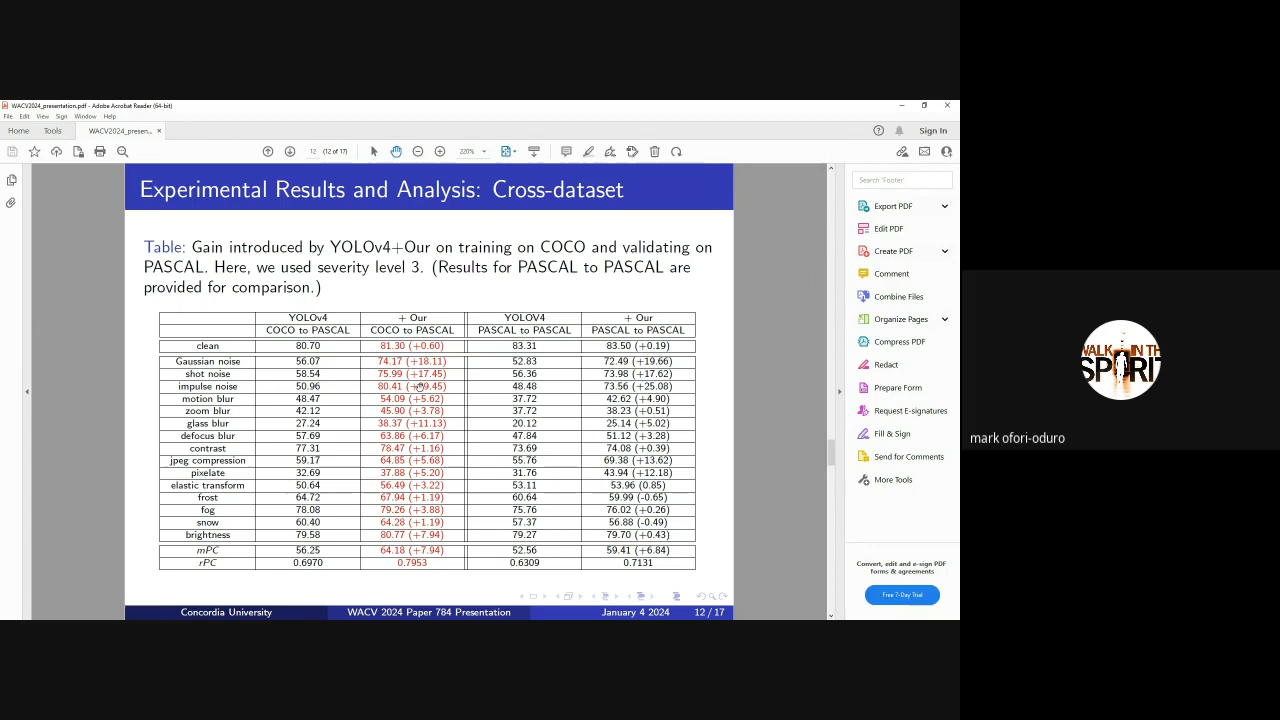 WACV2024_presentation.pdf - Adobe Acrobat Reader (64-bit)
File Edit View Sign Window Help
Home Tools WACV2024_presen... × Sign In
12 (12 of 17) 220%
Experimental Results and Analysis: Cross-dataset
Table: Gain introduced by YOLOv4+Our on training on COCO and validating on
PASCAL. Here, we used severity level 3. (Results for PASCAL to PASCAL are
provided for comparison.)
YOLOv4 + Our YOLOV4 + Our
COCO to PASCAL COCO to PASCAL PASCAL to PASCAL PASCAL to PASCAL
clean 80.70 81.30 (+0.60) 83.31 83.50 (+0.19)
Gaussian noise 56.07 74.17 (+18.11) 52.83 72.49 (+19.66)
shot noise 58.54 75.99 (+17.45) 56.36 73.98 (+17.62)
impulse noise 50.96 80.41 48.48 73.56 (+25.08)
motion blur 48.47 54.09 (+5.62) 37.72 42.62 (+4.90)
zoom blur 42.12 45.90 (+3.78) 37.72 38.23 (+0.51)
glass blur 27.24 38.37 (+11.13) 20.12 25.14 (+5.02)
defocus blur 57.69 63.86 (+6.17) 47.84 51.12 (+3.28)
contrast 77.31 78.47 (+1.16) 73.69 74.08 (+0.39)
jpeg compression 59.17 64.85 (+5.68) 55.76 69.38 (+13.62)
pixelate 32.69 37.88 (+5.20) 31.76 43.94 (+12.18)
elastic transform 50.64 56.49 (+3.22) 53.11 53.96 (0.85)
frost 64.72 67.94 (+1.19) 60.64 59.99 (-0.65)
fog 78.08 79.26 (+3.88) 75.76 76.02 (+0.26)
snow 60.40 64.28 (+1.19) 57.37 56.88 (-0.49)
brightness 79.58 80.77 (+7.94) 79.27 79.70 (+0.43)
mPC 56.25 64.18 (+7.94) 52.56 59.41 (+6.84)
rPC 0.6970 0.7953 0.6309 0.7131
Concordia University WACV 2024 Paper 784 Presentation January 4 2024 12 / 17
Search 'Footer'
Export PDF
Edit PDF
Create PDF
Comment
Combine Files
Organize Pages
Compress PDF
Redact
Prepare Form
Request E-signatures
Fill & Sign
Send for Comments
More Tools
Convert, edit and e-sign PDF
forms & agreements
Free 7-Day Trial
WALK IN THE
SPIRIT
mark ofori-oduro